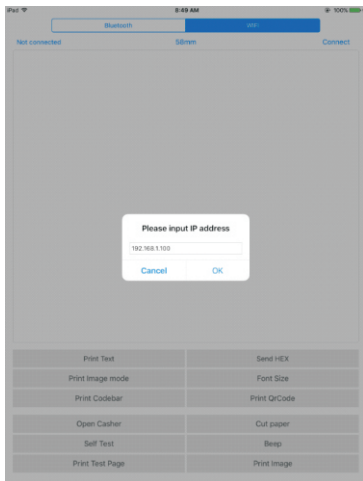 iPad 8:49 AM 100%
Bluetooth WiFi
Not connected 58mm Connect
Please input IP address
192.168.1.100
Cancel OK
Print Text Send HEX
Print Image mode Font Size
Print Codebar Print QrCode
Open Casher Cut paper
Self Test Beep
Print Test Page Print Image